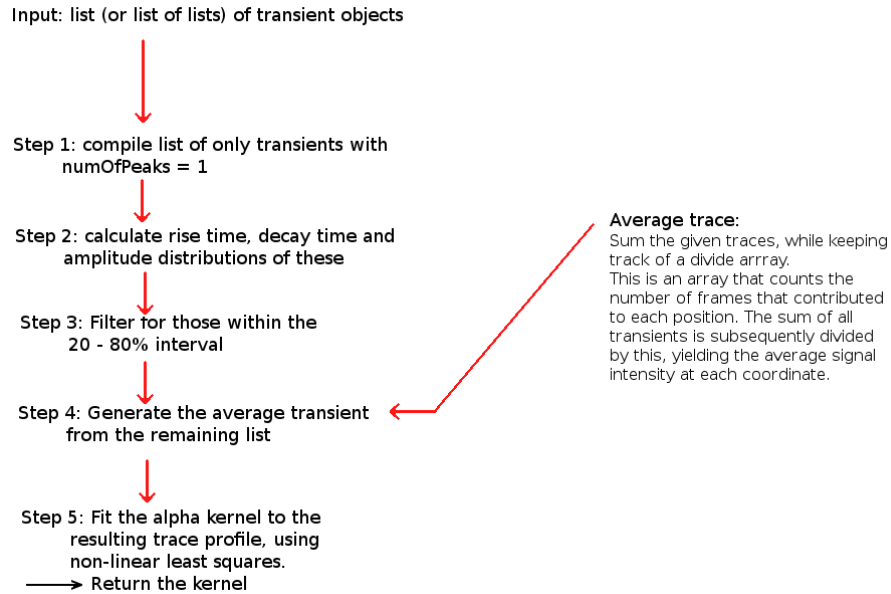 Input: list (or list of lists) of transient objects
Step 1: compile list of only transients with
numOfPeaks = 1
Step 2: calculate rise time, decay time and
amplitude distributions of these
Step 3: Filter for those within the
20 - 80% interval
Step 4: Generate the average transient
from the remaining list
Step 5: Fit the alpha kernel to the
resulting trace profile, using
non-linear least squares.
Return the kernel
Average trace:
Sum the given traces, while keeping
track of a divide arrray.
This is an array that counts the
number of frames that contributed
to each position. The sum of all
transients is subsequently divided
by this, yielding the average signal
intensity at each coordinate.